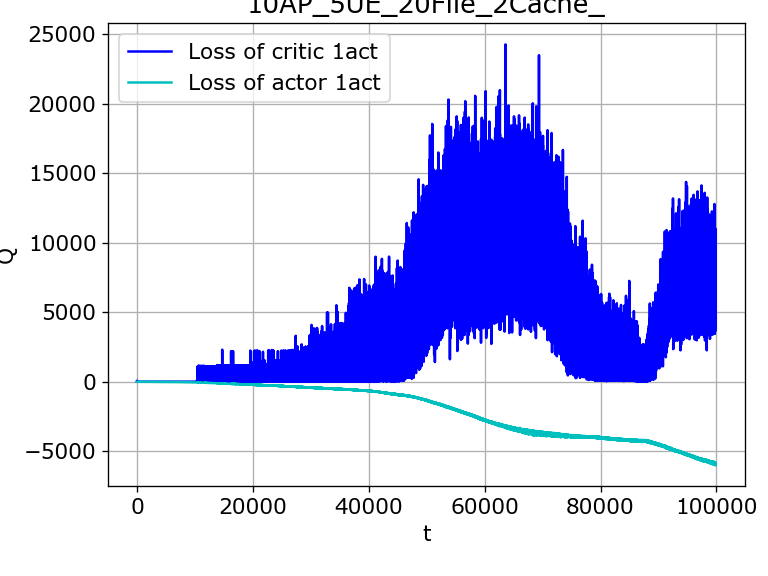 10AP_5UE_20File_2Cache_
Loss of critic 1act
Loss of actor 1act
25000
20000
15000
10000
5000
0
−5000
Q
0 20000 40000 60000 80000 100000
t